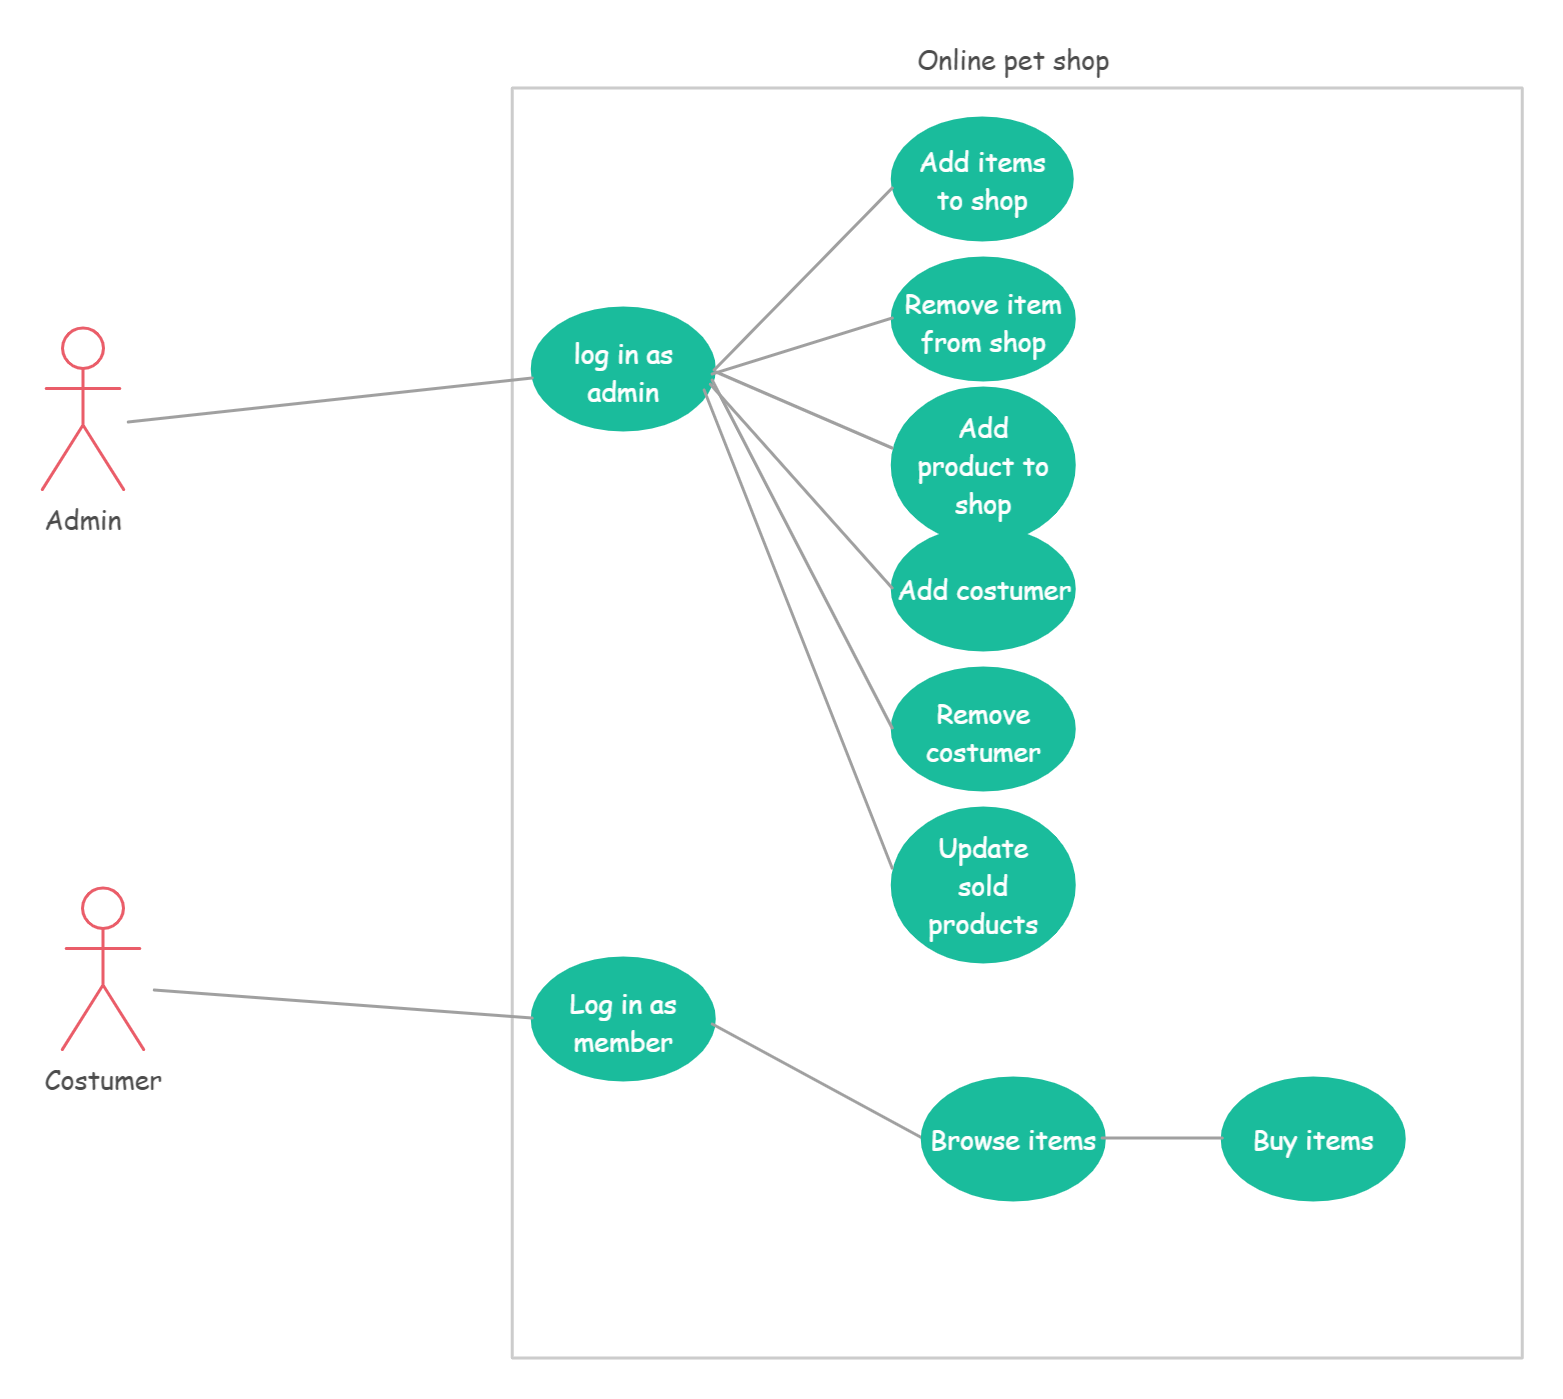 Online pet shop
Add items
to shop
Remove item
from shop
log in as
admin
Add
product to
shop
Admin
Add costumer
Remove
costumer
Update
sold
products
Log in as
member
Costumer
Browse items
Buy items